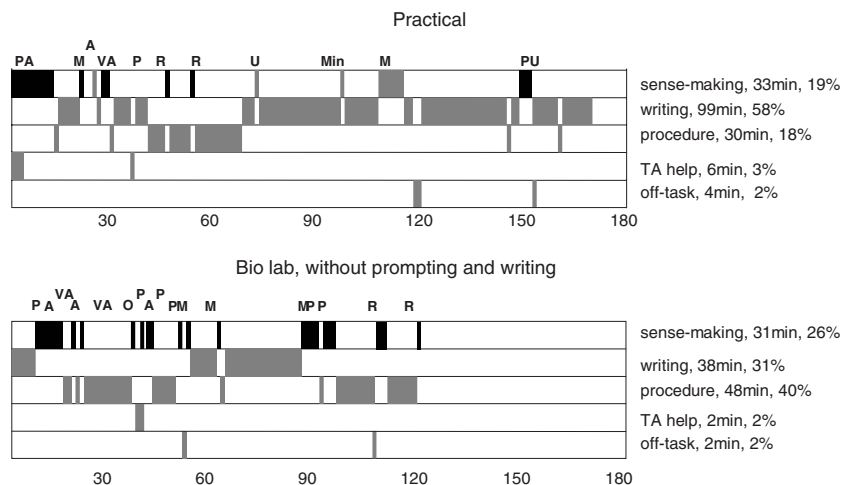 Practical
A
PA M VA P R R U Min M PU
sense-making, 33min, 19%
writing, 99min, 58%
procedure, 30min, 18%
TA help, 6min, 3%
off-task, 4min, 2%
30 60 90 120 150 180
Bio lab, without prompting and writing
VA P P
P A A VA O A PM M MP P R R
sense-making, 31min, 26%
writing, 38min, 31%
procedure, 48min, 40%
TA help, 2min, 2%
off-task, 2min, 2%
30 60 90 120 150 180